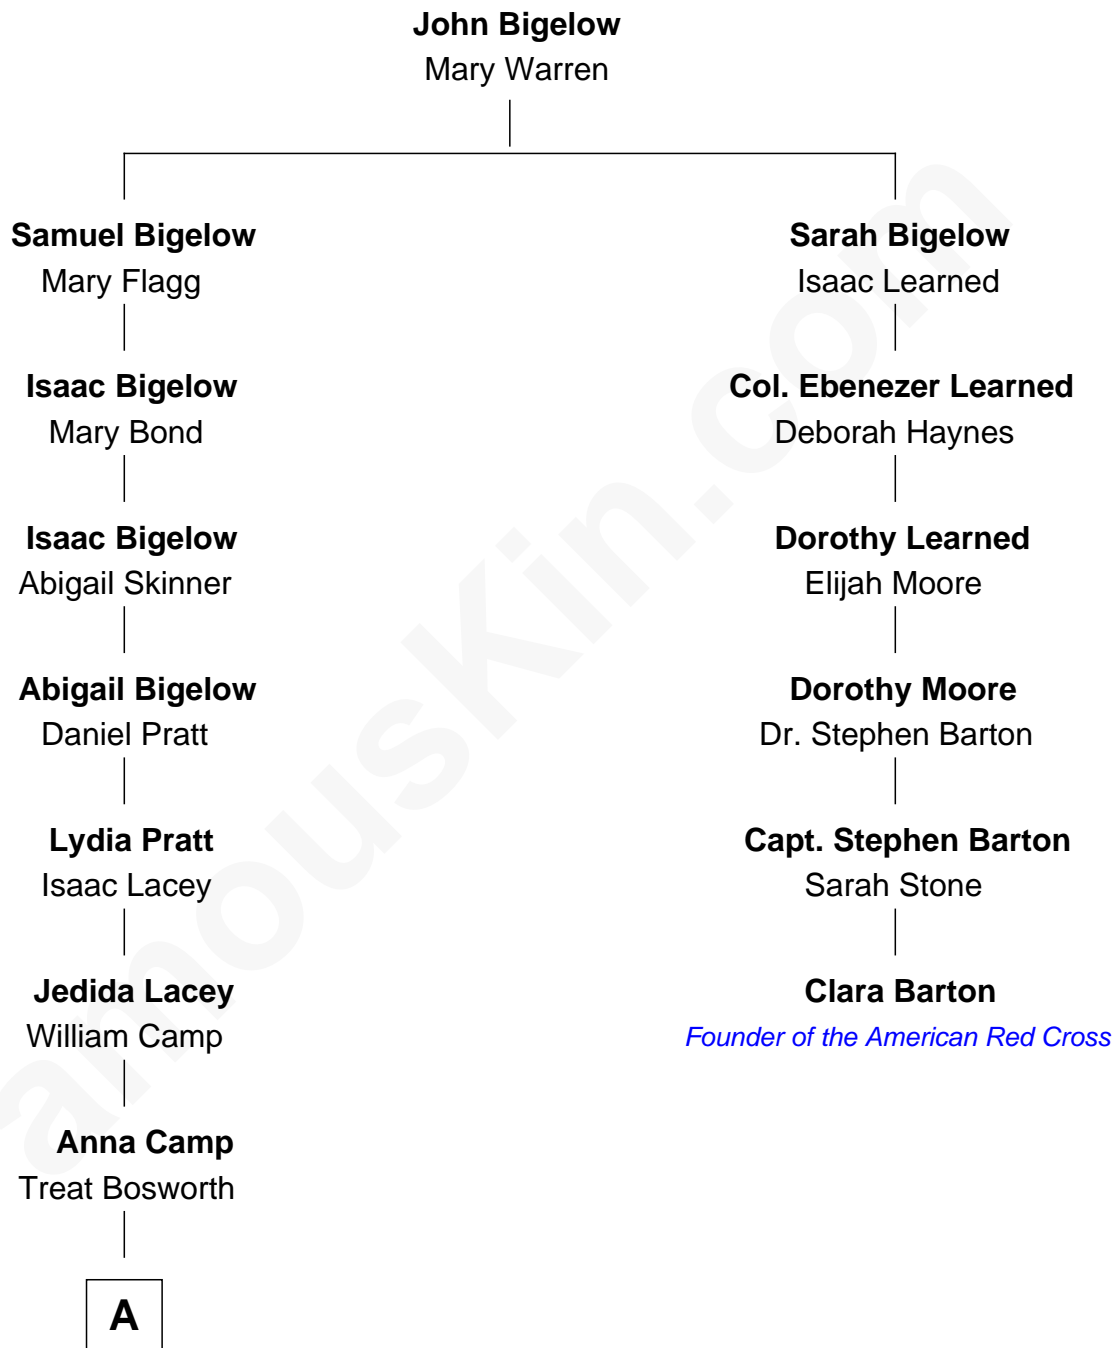 John Bigelow
Mary Warren
Samuel Bigelow
Mary Flagg
Isaac Bigelow
Mary Bond
Isaac Bigelow
Abigail Skinner
Abigail Bigelow
Daniel Pratt
Lydia Pratt
Isaac Lacey
Jedida Lacey
William Camp
Anna Camp
Treat Bosworth
A
Sarah Bigelow
Isaac Learned
Col. Ebenezer Learned
Deborah Haynes
Dorothy Learned
Elijah Moore
Dorothy Moore
Dr. Stephen Barton
Capt. Stephen Barton
Sarah Stone
Clara Barton
Founder of the American Red Cross
amousKin.com